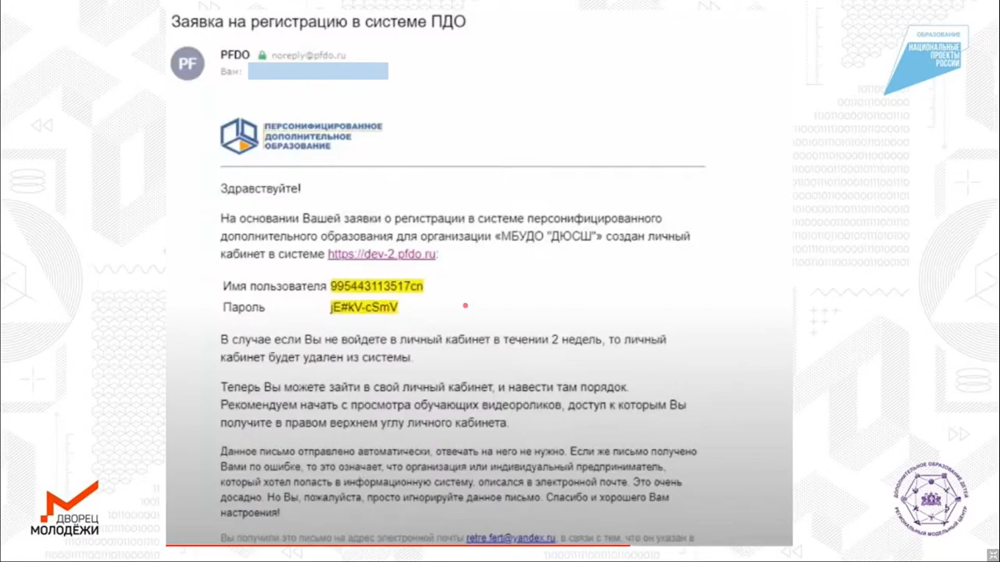 Заявка на регистрацию в системе ПДО
ОБРАЗОВАНИЕ
НАЦИОНАЛЬНЫЕ
ПРОЕКТЫ
РОССИИ
PF
PFDO noreply@pfdo.ru
Вам:
ПЕРСОНИФИЦИРОВАННОЕ
ДОПОЛНИТЕЛЬНОЕ
ОБРАЗОВАНИЕ
Здравствуйте!
На основании Вашей заявки о регистрации в системе персонифицированного
дополнительного образования для организации «МБУДО "ДЮСШ"» создан личный
кабинет в системе https://dev-2.pfdo.ru:
Имя пользователя 995443113517cn
Пароль jE#kV-cSmV
В случае если Вы не войдете в личный кабинет в течении 2 недель, то личный
кабинет будет удален из системы.
Теперь Вы можете зайти в свой личный кабинет, и навести там порядок.
Рекомендуем начать с просмотра обучающих видеороликов, доступ к которым Вы
получите в правом верхнем углу личного кабинета.
Данное письмо отправлено автоматически, отвечать на него не нужно. Если же письмо получено
Вами по ошибке, то это означает, что организация или индивидуальный предприниматель,
который хотел попасть в информационную систему, описался в электронной почте. Это очень
досадно. Но Вы, пожалуйста, просто игнорируйте данное письмо. Спасибо и хорошего Вам
настроения!
Вы получили это письмо на адрес электронной почты retre.fert@yandex.ru, в связи с тем, что он указан в
ДВОРЕЦ
МОЛОДЁЖИ
ДОПОЛНИТЕЛЬНОЕ ОБРАЗОВАНИЕ ДЕТЕЙ
РЕГИОНАЛЬНЫЙ МОДЕЛЬНЫЙ ЦЕНТР